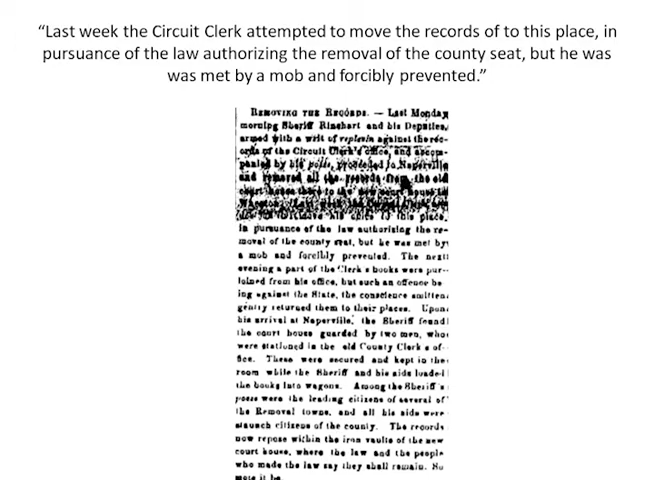 “Last week the Circuit Clerk attempted to move the records of to this place, in
pursuance of the law authorizing the removal of the county seat, but he was
was met by a mob and forcibly prevented.”
REMOVING THE RECORDS. — Last Monday
morning Sheriff Rinehart and his Deputies,
armed with a writ of replevin against the rec-
ords of the Circuit Clerk's office, and accom-
panied by his posse, proceeded to Naperville
and removed all the records from the old
court house there to the new court house in
Wheaton. Last week the Circuit Clerk
his office to this place,
in pursuance of the law authorizing the re-
moval of the county seat, but he was met by
a mob and forcibly prevented. The next
evening a part of the Clerk s books were pur-
loined from his office, but such an offence be
ing against the State, the conscience smitten
gently returned them to their places. Upon
his arrival at Naperville, the Sheriff found
the court house guarded by two men, who
were stationed in the old County Clerk s of-
fice. These were secured and kept in the
room while the Sheriff and his aids loaded
the books into wagons. Among the Sheriff's
posse were the leading citizens of several of
the Removal towns, and all his aids were
staunch citizens of the county. The records
now repose within the iron vaults of the new
court house, where the law and the people
who made the law say they shall remain. So
mote it be.